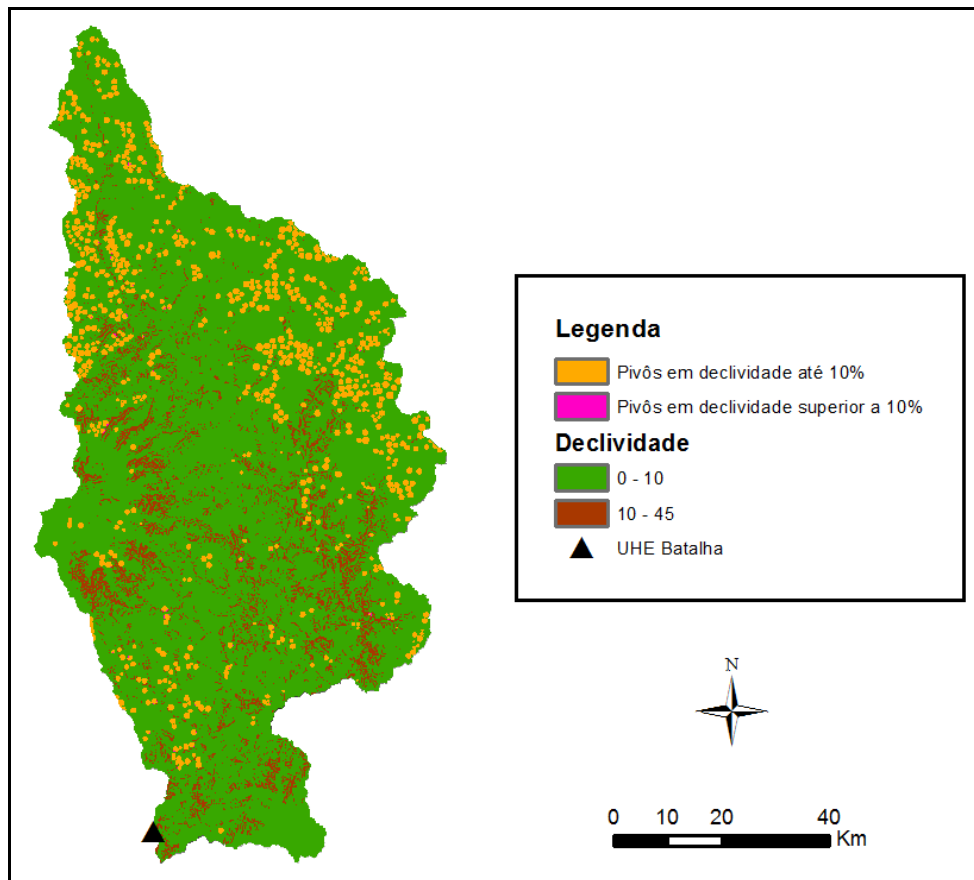 Legenda
Pivôs em declividade até 10%
Pivôs em declividade superior a 10%
Declividade
0 - 10
10 - 45
UHE Batalha
N
0 10 20 40
Km